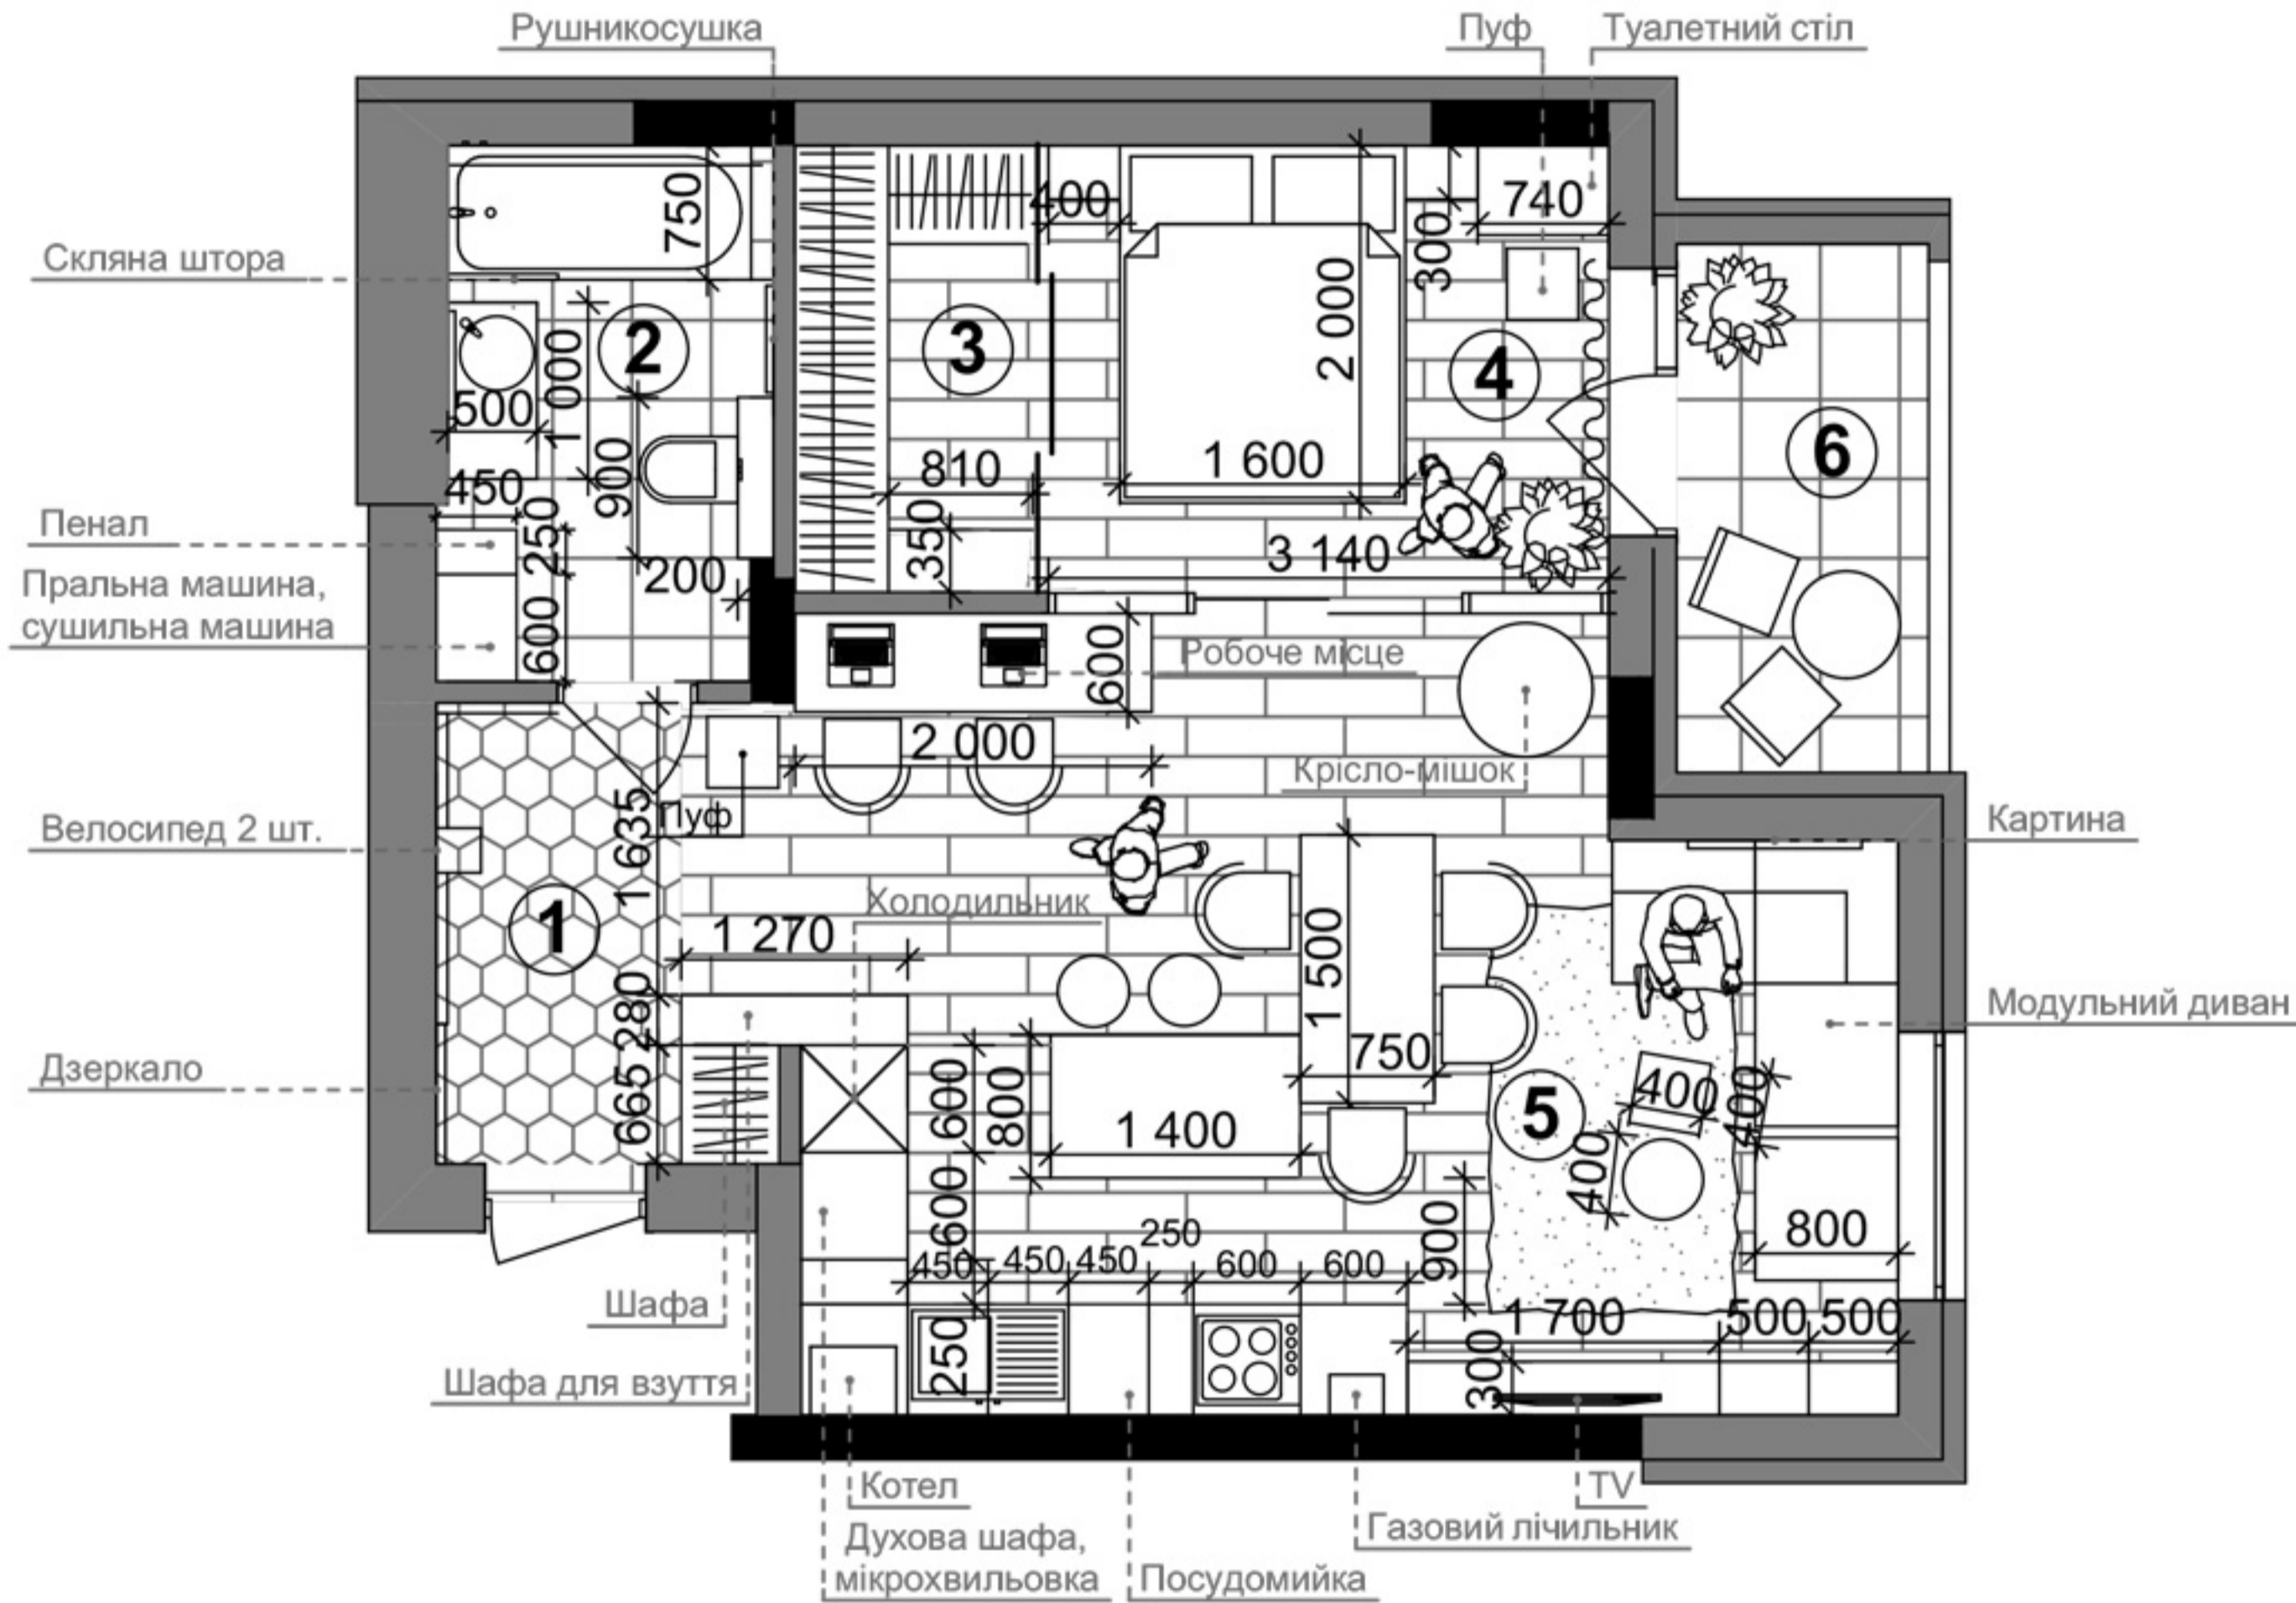 Рушникосушка
Пуф
Туалетний стіл
Скляна штора
Пенал
Пральна машина,
сушильна машина
Велосипед 2 шт.
Дзеркало
750
400
740
300
2 000
2
3
4
6
1 000
500
900
450
250
600
200
810
350
1 600
3 140
600
Робоче місце
2 000
Крісло-мішок
Пуф
1 635
1
Холодильник
1 270
280
665
1 500
750
Картина
Модульний диван
600
800
1 400
5
400
400
400
600
900
800
450
450
450
250
600
600
250
1 700
500
500
300
Шафа
Шафа для взуття
Котел
Духова шафа,
мікрохвильовка
Посудомийка
Газовий лічильник
TV